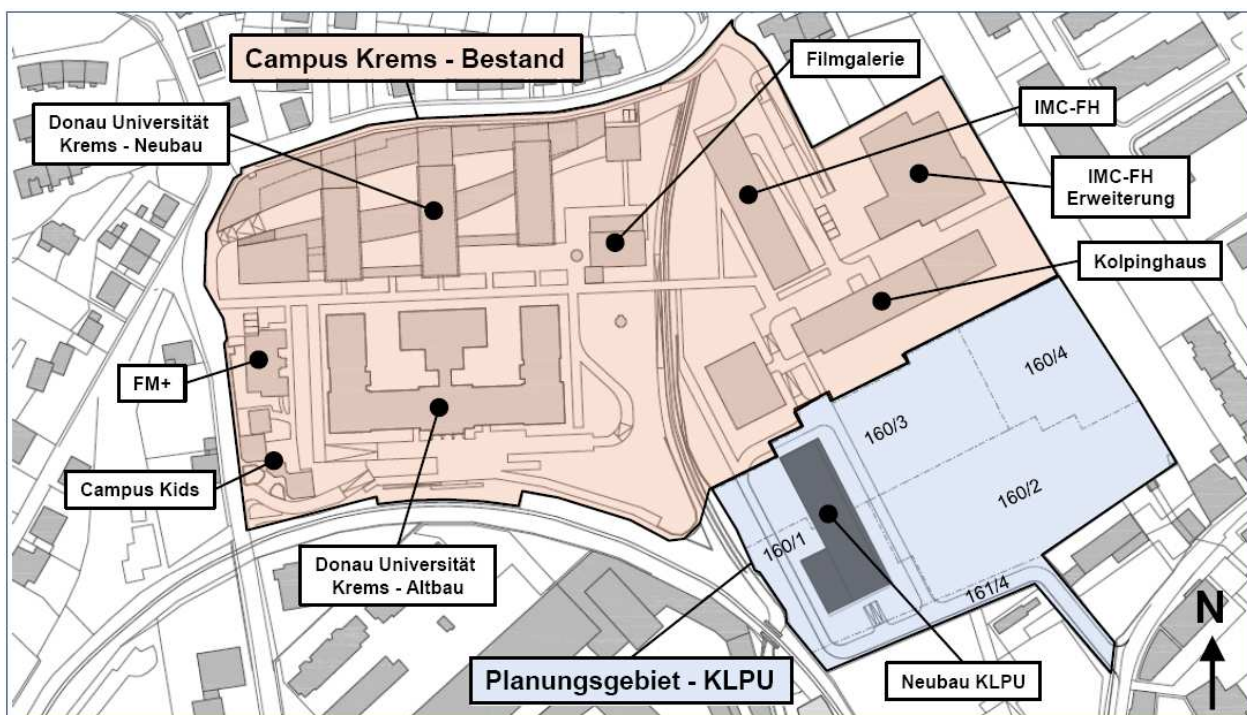 Campus Krems - Bestand
Filmgalerie
Donau Universität
Krems - Neubau
IMC-FH
IMC-FH
Erweiterung
Kolpinghaus
FM+
160/4
160/3
Campus Kids
160/2
160/1
Donau Universität
Krems - Altbau
161/4
N
Planungsgebiet - KLPU
Neubau KLPU